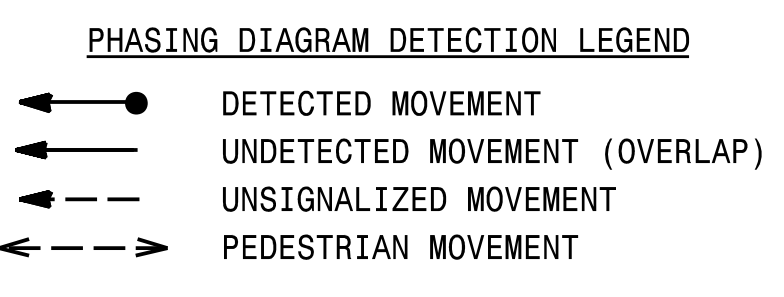 PHASING DIAGRAM DETECTION LEGEND
DETECTED MOVEMENT
UNDETECTED MOVEMENT (OVERLAP)
UNSIGNALIZED MOVEMENT
PEDESTRIAN MOVEMENT